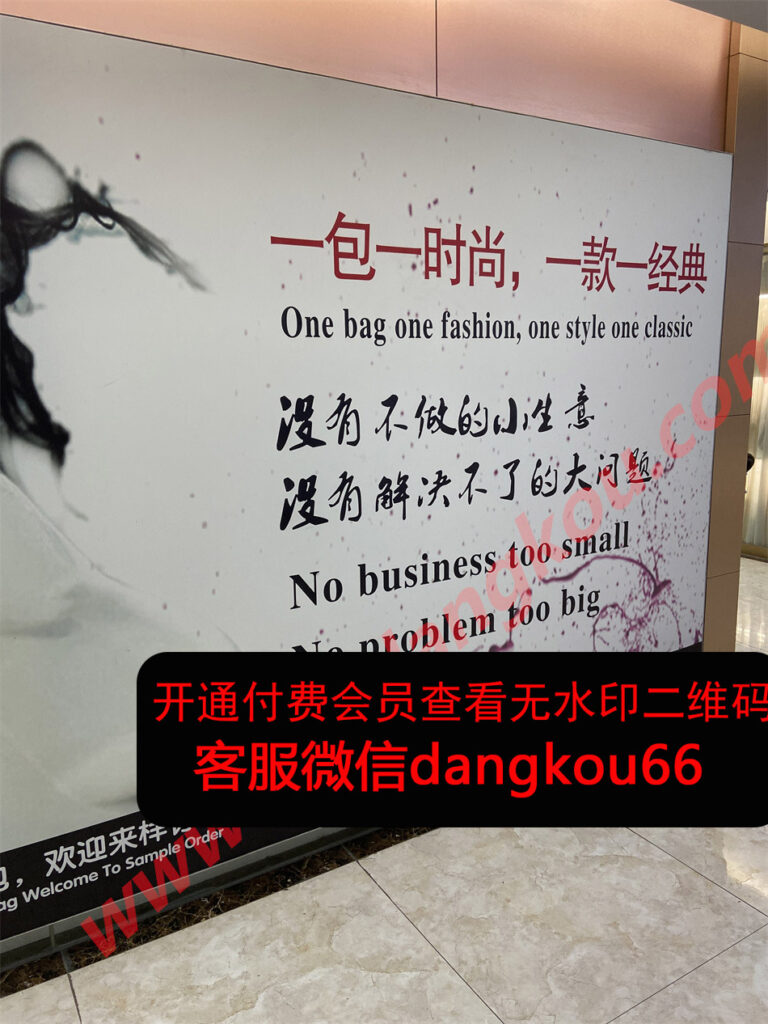 一包一时尚，一款一经典
One bag one fashion, one style one classic
没有不做的小生意
没有解决不了的大问题
No business too small
No problem too big
开通付费会员查看无水印二维码
客服微信dangkou66
，欢迎来样
Welcome To Sample Order